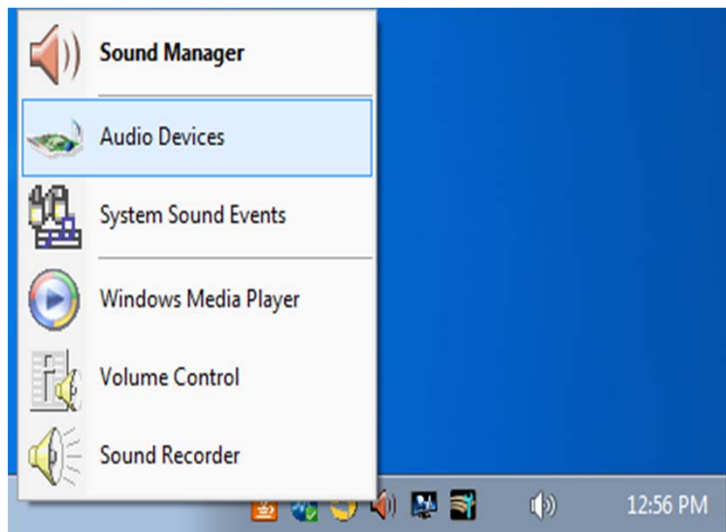 Sound Manager
Audio Devices
System Sound Events
Windows Media Player
Volume Control
Sound Recorder
12:56 PM